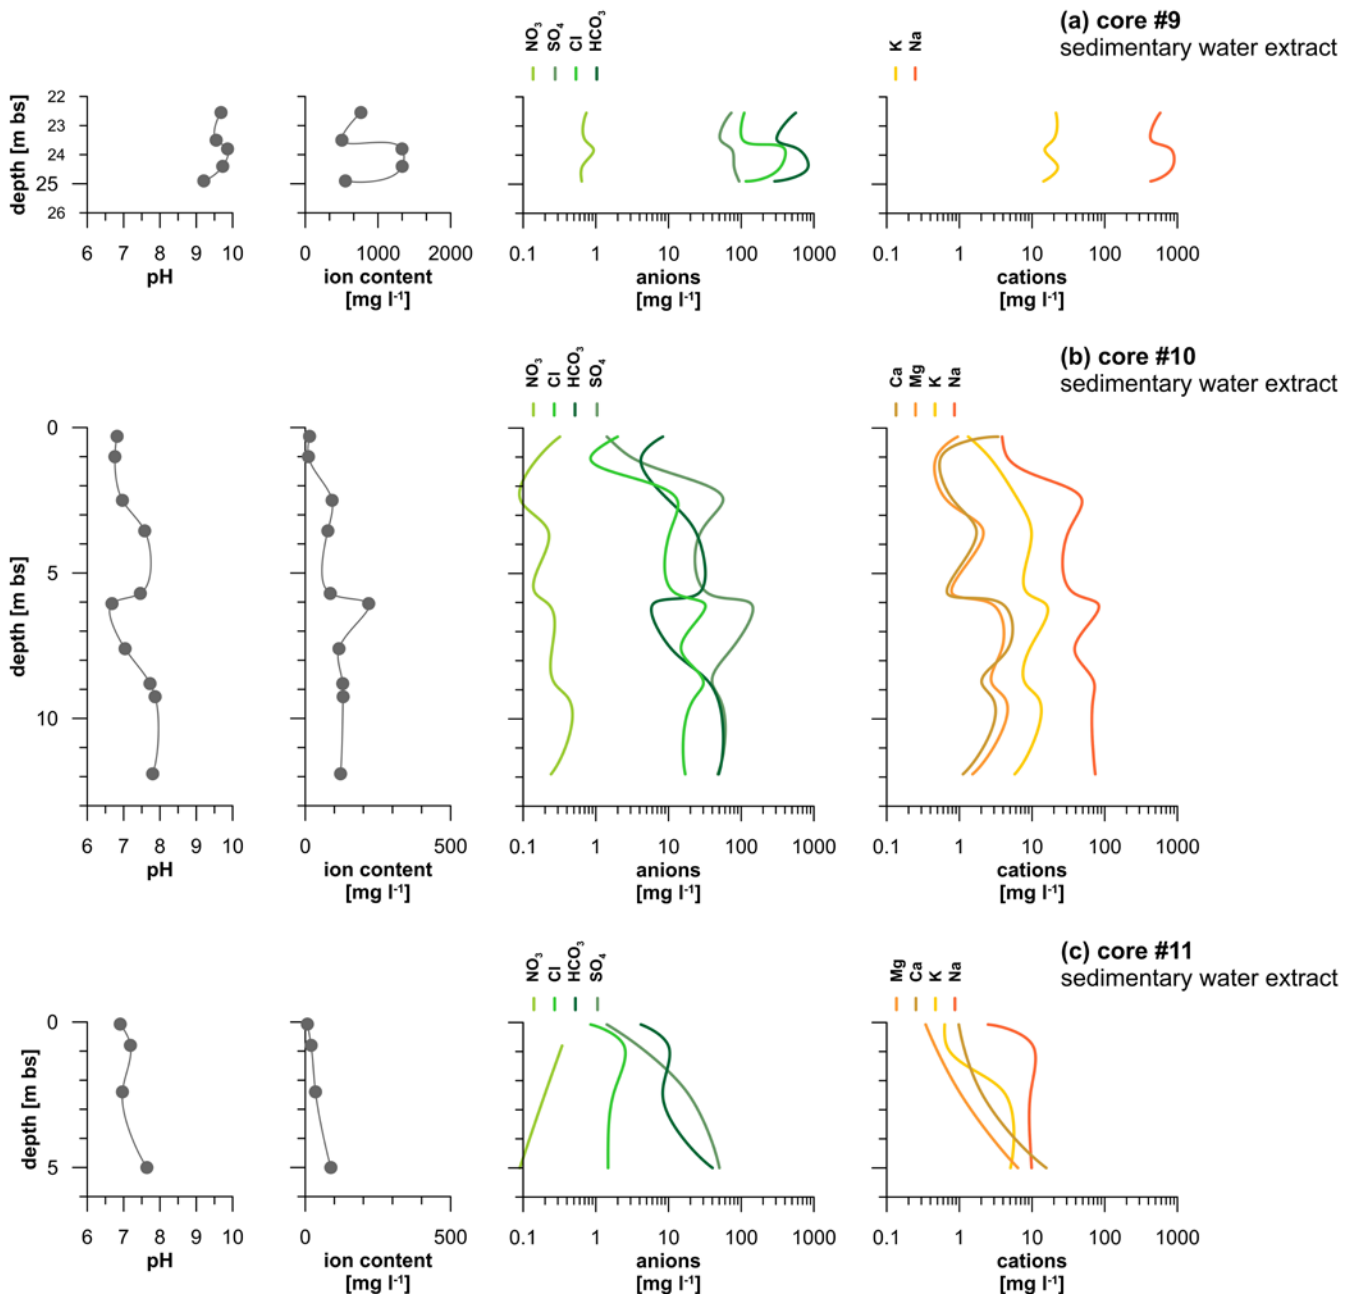 (a) core #9
sedimentary water extract
NO₃ SO₄ Cl HCO₃
K Na
depth [m bs]
22
23
24
25
26
6 7 8 9 10
pH
0 1000 2000
ion content
[mg l⁻¹]
0.1 1 10 100 1000
anions
[mg l⁻¹]
0.1 1 10 100 1000
cations
[mg l⁻¹]
(b) core #10
sedimentary water extract
NO₃ Cl HCO₃ SO₄
Ca Mg K Na
depth [m bs]
0
5
10
6 7 8 9 10
pH
0 500
ion content
[mg l⁻¹]
0.1 1 10 100 1000
anions
[mg l⁻¹]
0.1 1 10 100 1000
cations
[mg l⁻¹]
(c) core #11
sedimentary water extract
NO₃ Cl HCO₃ SO₄
Mg Ca K Na
depth [m bs]
0
5
6 7 8 9 10
pH
0 500
ion content
[mg l⁻¹]
0.1 1 10 100 1000
anions
[mg l⁻¹]
0.1 1 10 100 1000
cations
[mg l⁻¹]